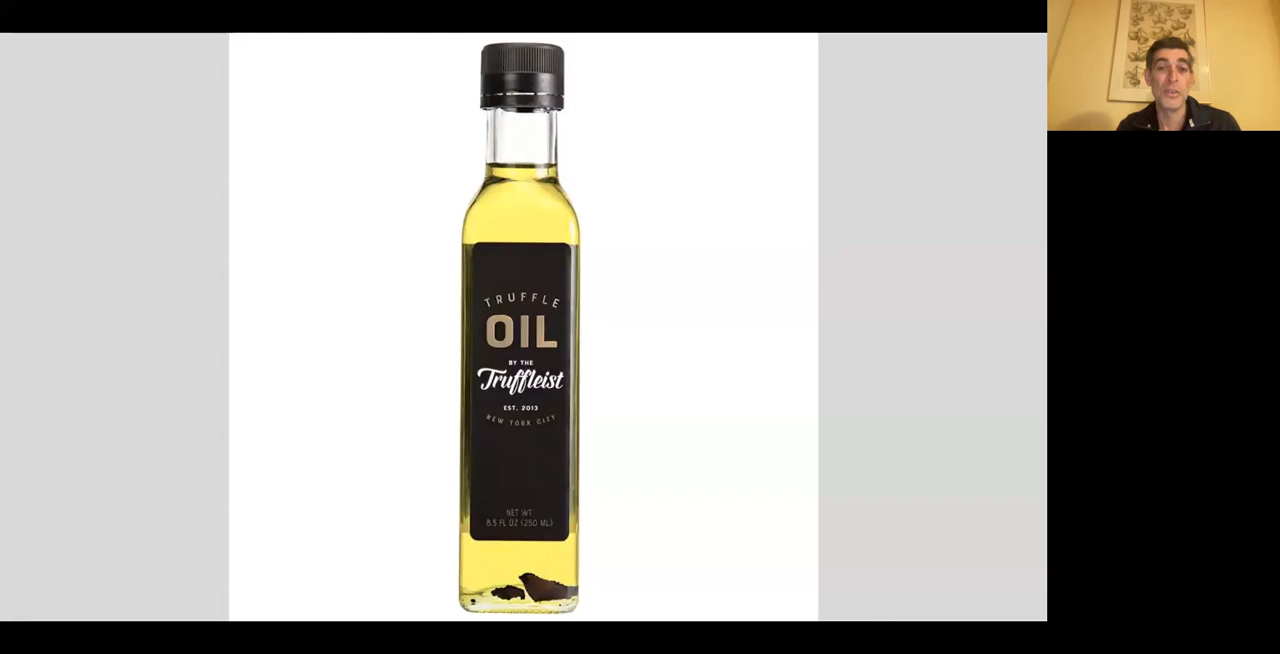 TRUFFLE
OIL
BY THE
Truffleist
EST. 2013
NEW YORK CITY
NET WT
8.5 FL OZ (250 ML)